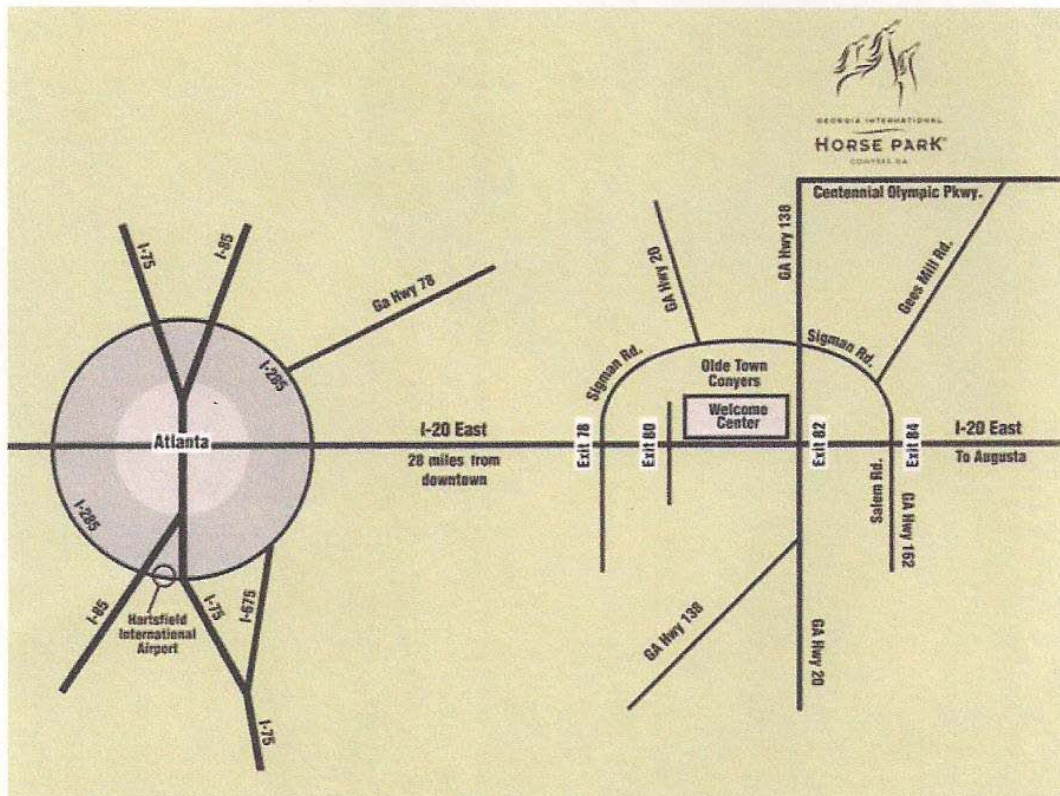 GEORGIA INTERNATIONAL
HORSE PARK
CONYERS, GA
Centennial Olympic Pkwy.
I-75
I-85
Ga Hwy 78
I-285
GA Hwy 20
GA Hwy 138
Gees Mill Rd.
Sigman Rd.
Sigman Rd.
Olde Town
Conyers
Welcome
Center
Atlanta
I-20 East
28 miles from
downtown
Exit 78
Exit 80
Exit 82
Exit 84
I-20 East
To Augusta
Salem Rd.
GA Hwy 162
I-285
I-85
Hartsfield
International
Airport
I-75
I-675
I-75
GA Hwy 138
GA Hwy 20